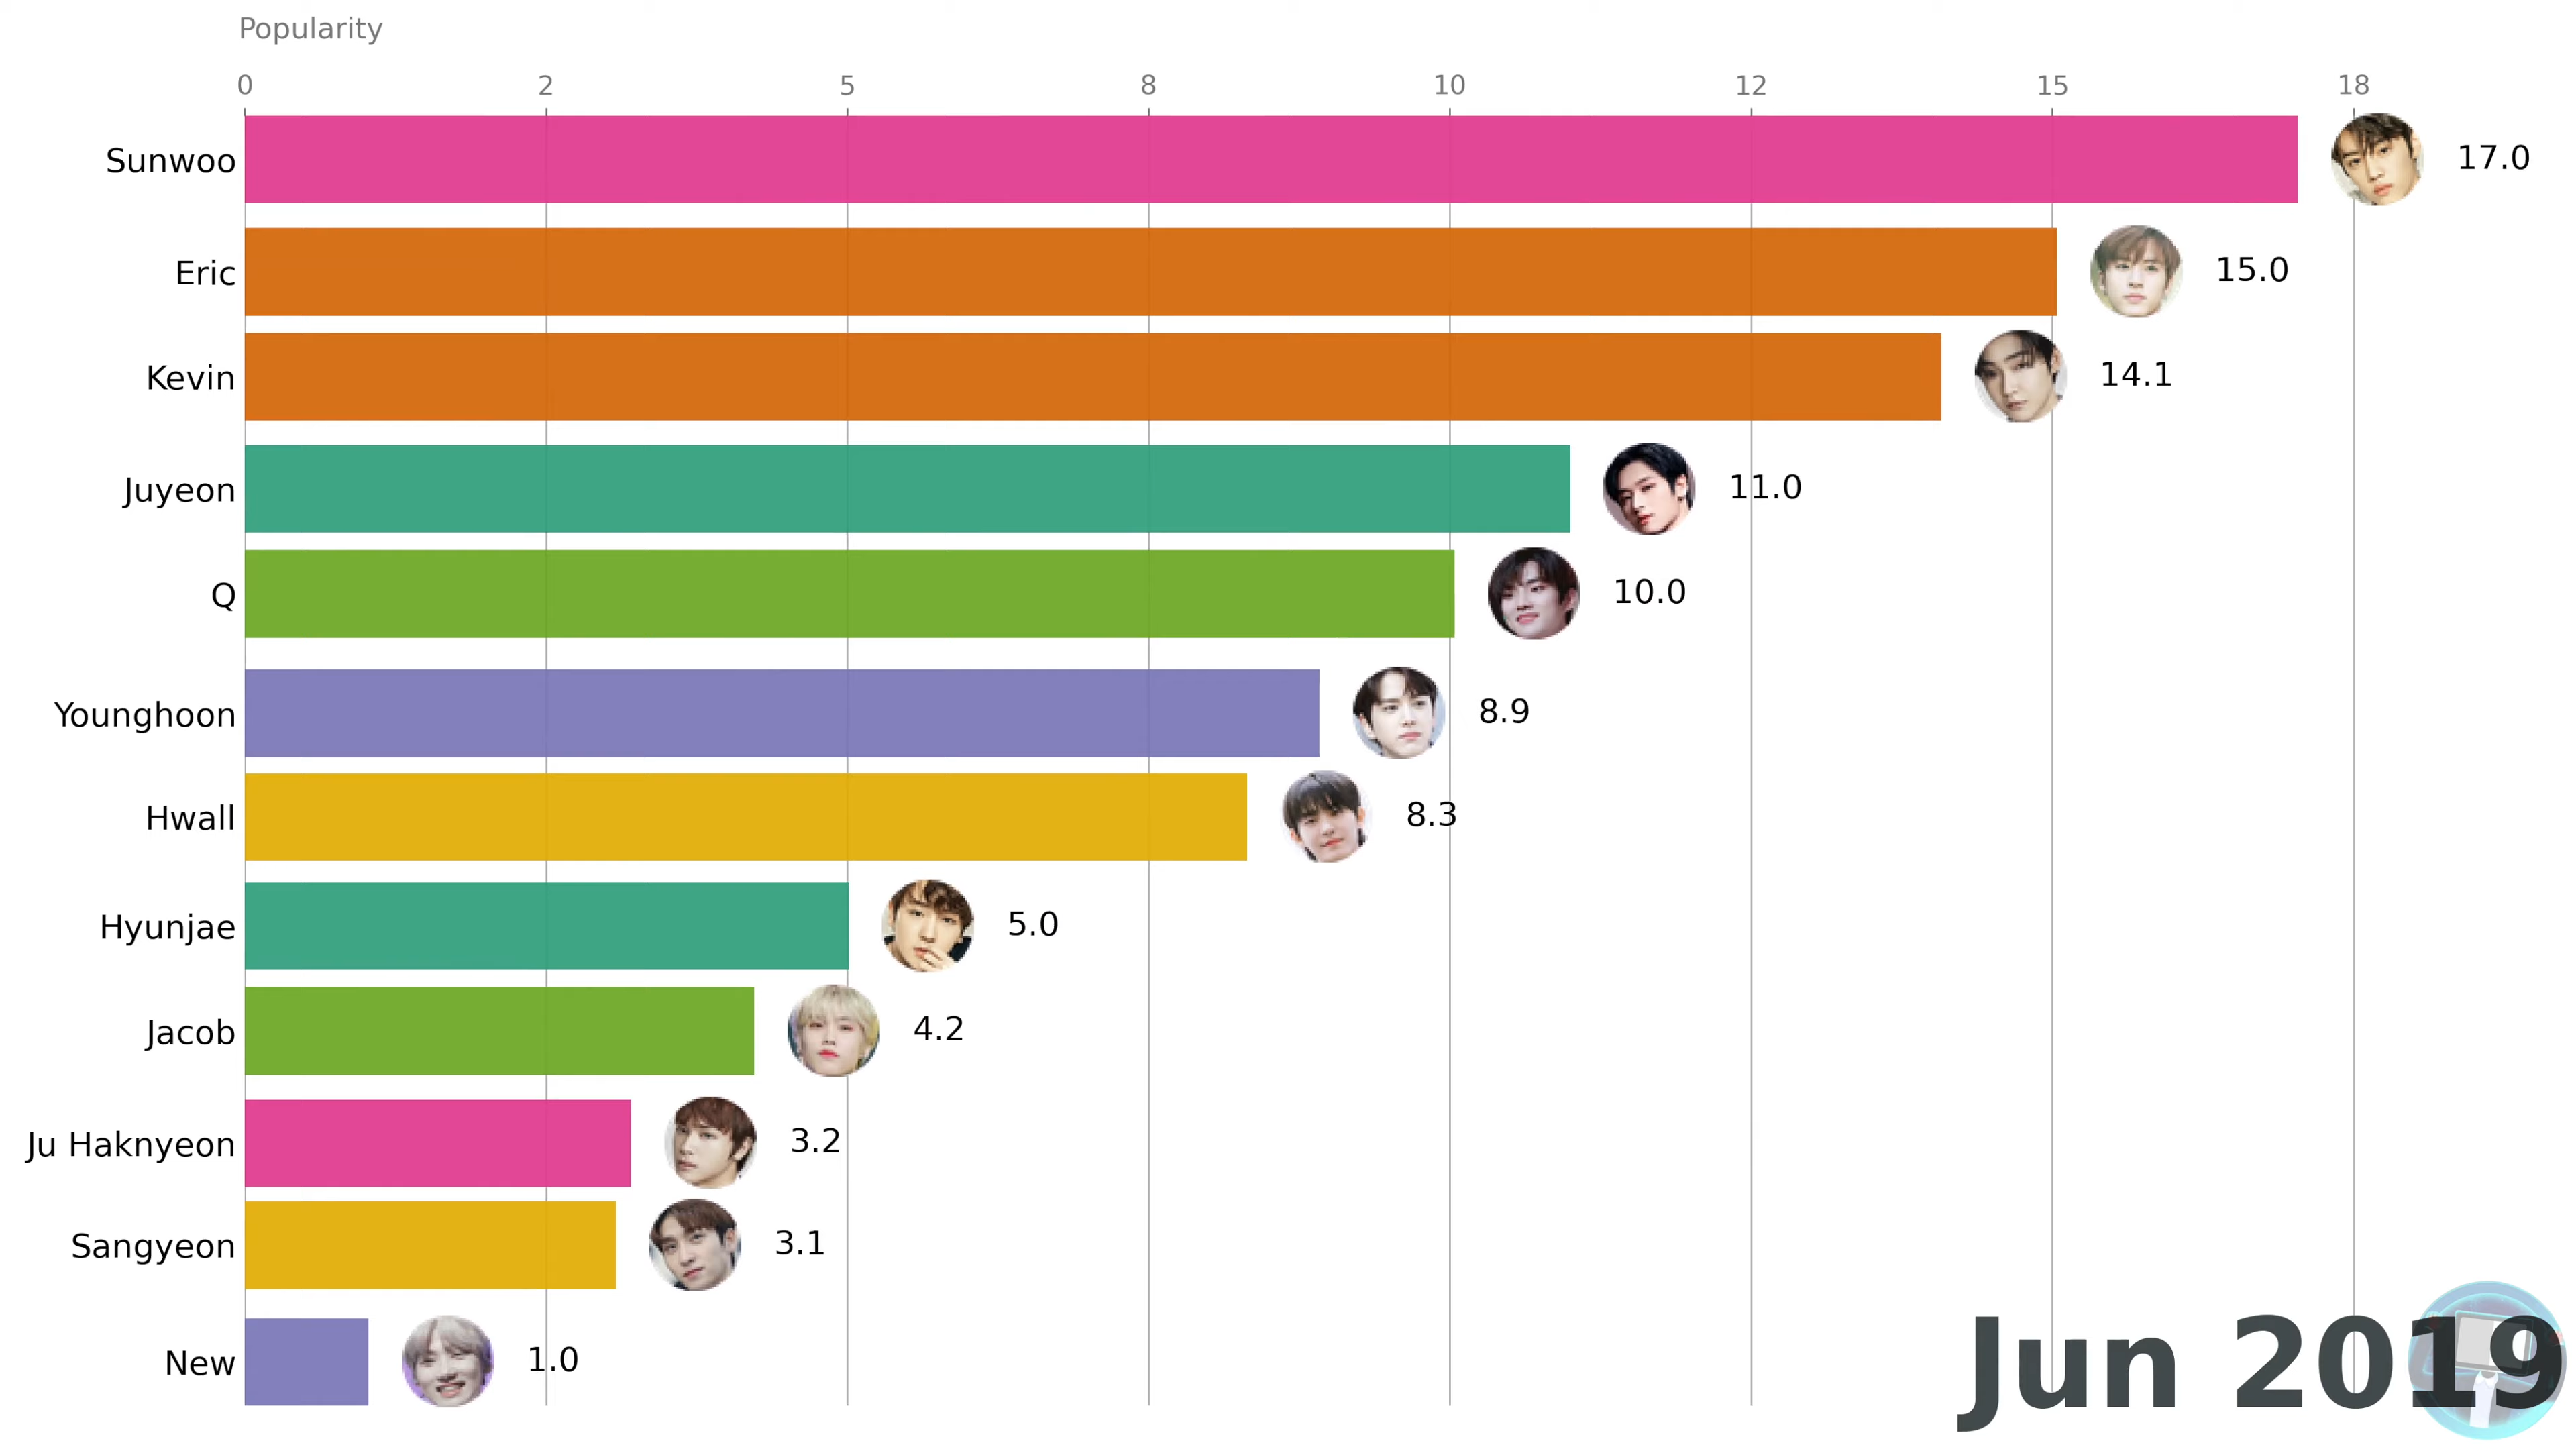 Popularity
0 2 5 8 10 12 15 18
Sunwoo 17.0
Eric 15.0
Kevin 14.1
Juyeon 11.0
Q 10.0
Younghoon 8.9
Hwall 8.3
Hyunjae 5.0
Jacob 4.2
Ju Haknyeon 3.2
Sangyeon 3.1
New 1.0
Jun 2019